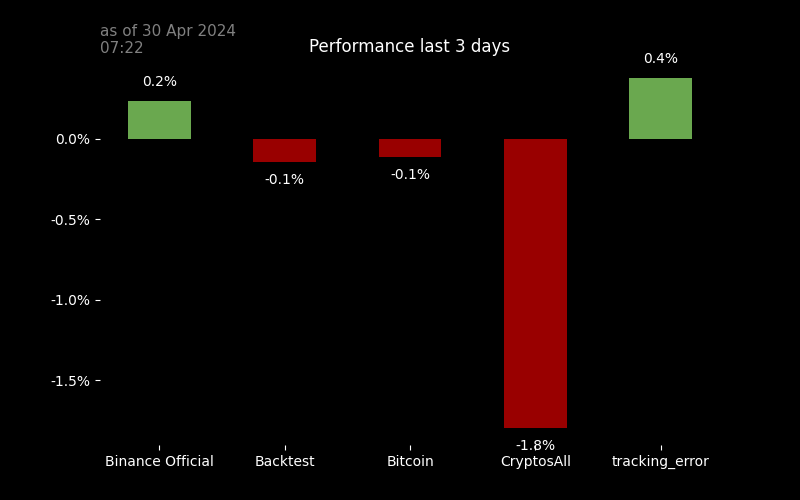 as of 30 Apr 2024
07:22
Performance last 3 days
0.2%
0.4%
0.0%
-0.1%
-0.1%
-0.5%
-1.0%
-1.5%
-1.8%
Binance Official
Backtest
Bitcoin
CryptosAll
tracking_error